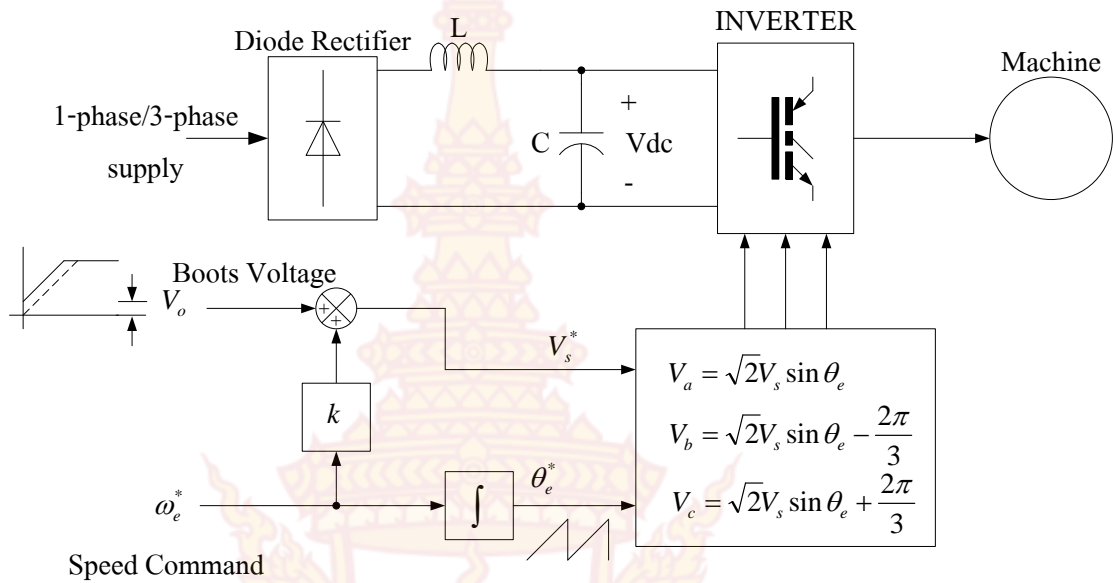 INVERTER
Diode Rectifier
L
Machine
1-phase/3-phase
supply
C
+
Vdc
-
Boots Voltage
V_o
+
+
V_s^*
k
ω_e^*
∫
θ_e^*
Speed Command
V_a = √2V_s sin θ_e
V_b = √2V_s sin θ_e − 2π/3
V_c = √2V_s sin θ_e + 2π/3